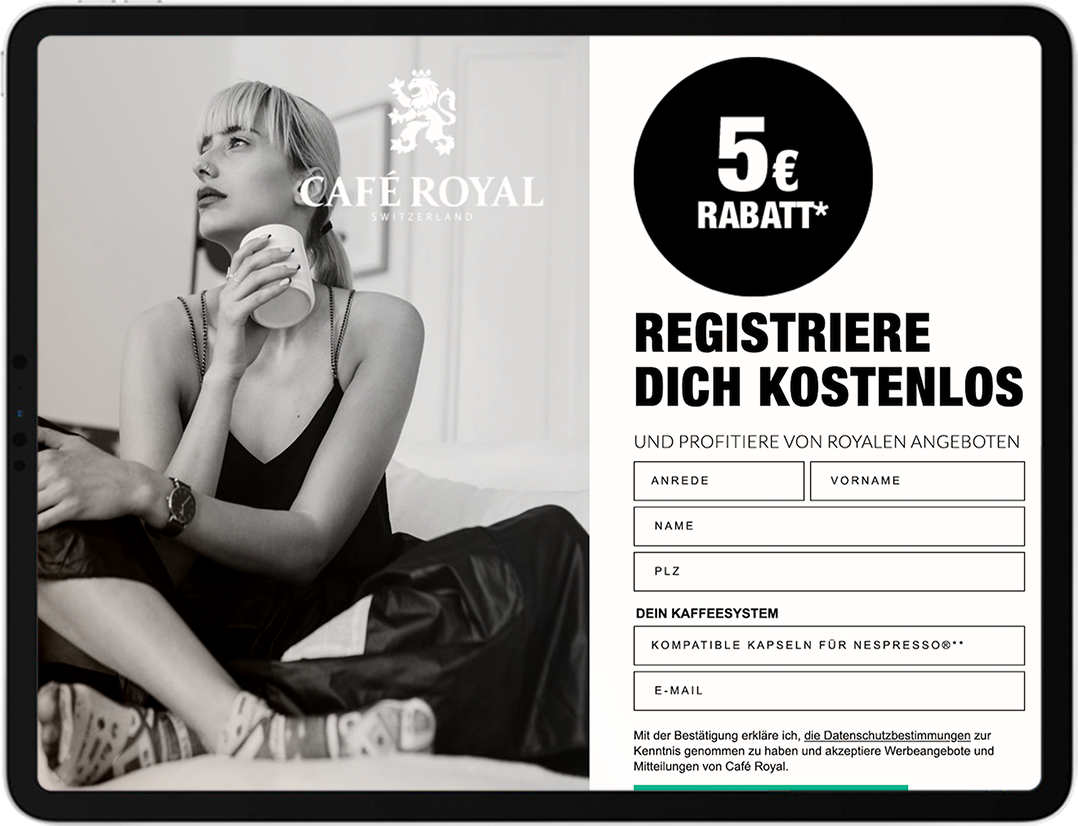 CAFÉ ROYAL
SWITZERLAND
5€
RABATT*
REGISTRIERE
DICH KOSTENLOS
UND PROFITIERE VON ROYALEN ANGEBOTEN
ANREDE
VORNAME
NAME
PLZ
DEIN KAFFEESYSTEM
KOMPATIBLE KAPSELN FÜR NESPRESSO®**
E-MAIL
Mit der Bestätigung erkläre ich, die Datenschutzbestimmungen zur
Kenntnis genommen zu haben und akzeptiere Werbeangebote und
Mitteilungen von Café Royal.